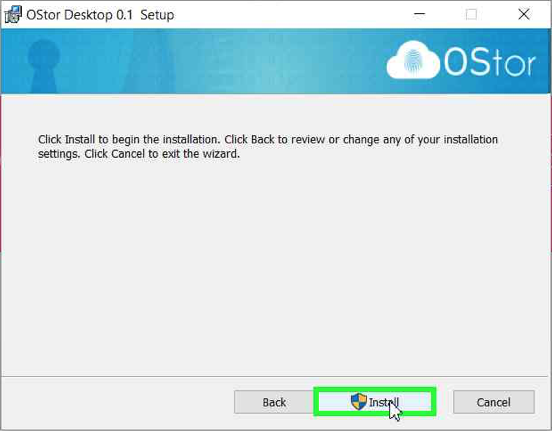 OStor Desktop 0.1 Setup
OStor
Click Install to begin the installation. Click Back to review or change any of your installation
settings. Click Cancel to exit the wizard.
Back
Install
Cancel